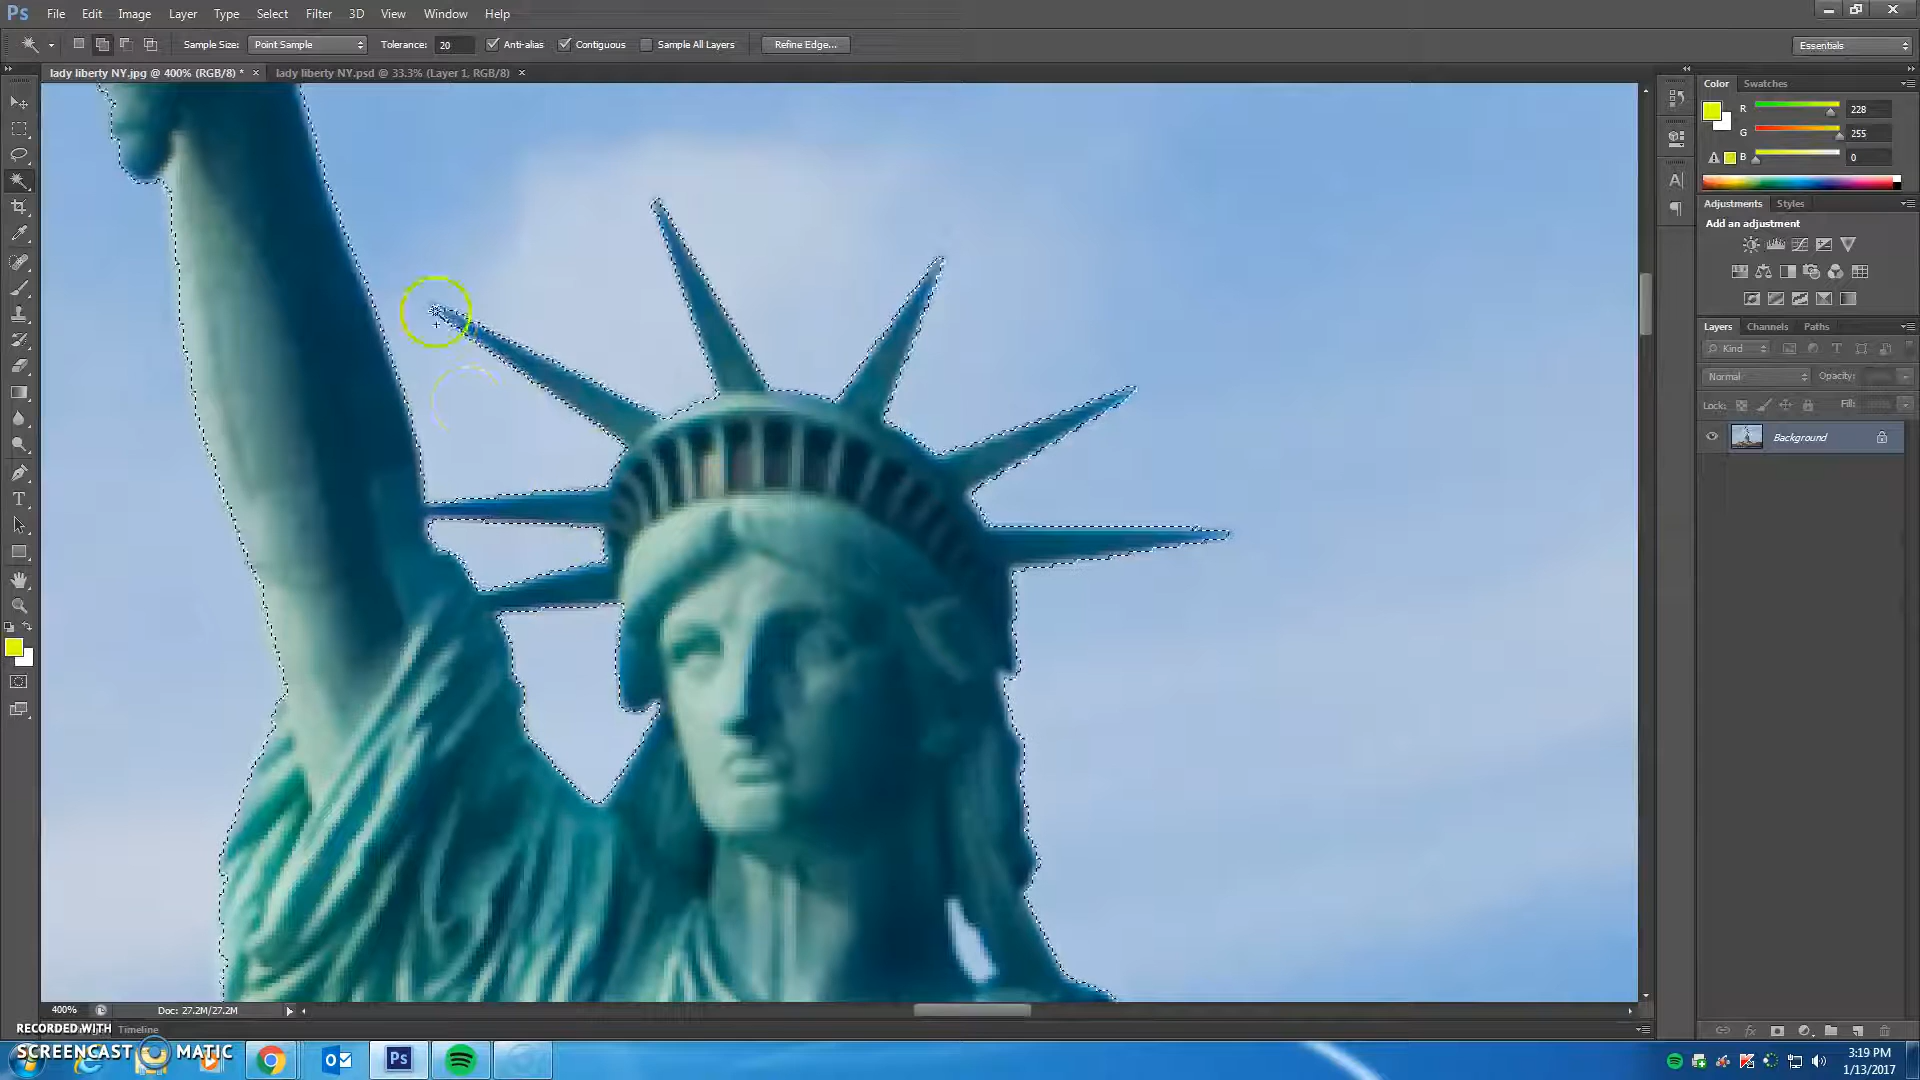 Ps File Edit Image Layer Type Select Filter 3D View Window Help
Sample Size: Point Sample Tolerance: 20 Anti-alias Contiguous Sample All Layers Refine Edge... Essentials
lady liberty NY.jpg @ 400% (RGB/8) * × lady liberty NY.psd @ 33.3% (Layer 1, RGB/8) ×
Color Swatches
R 228
G 255
B 0
Adjustments Styles
Add an adjustment
Layers Channels Paths
Kind
Normal Opacity:
Lock: Fill:
Background
400% Doc: 27.2M/27.2M
RECORDED WITH
Timeline
SCREENCAST MATIC
Ps
3:19 PM
1/13/2017